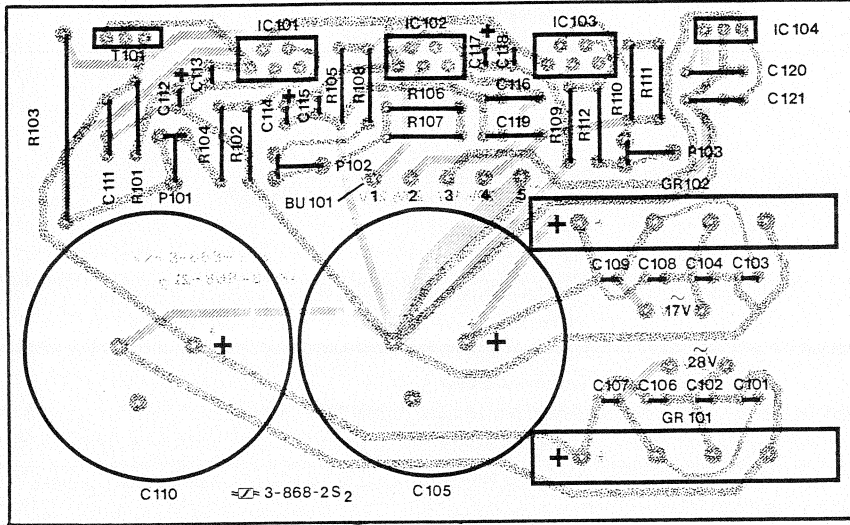 IC101
IC102
IC103
IC104
T101
C117
C118
C112
C113
C114
C115
R105
R108
R106
C116
R107
C119
R109
R112
R110
R111
C120
C121
R103
C111
R101
R104
R102
P101
P102
P103
BU 101
1 2 3 4 5
GR102
+
C109 C108 C104 C103
~
17V
~
28V
C107 C106 C102 C101
GR 101
+
+
+
C110
3-868-2S2
C105